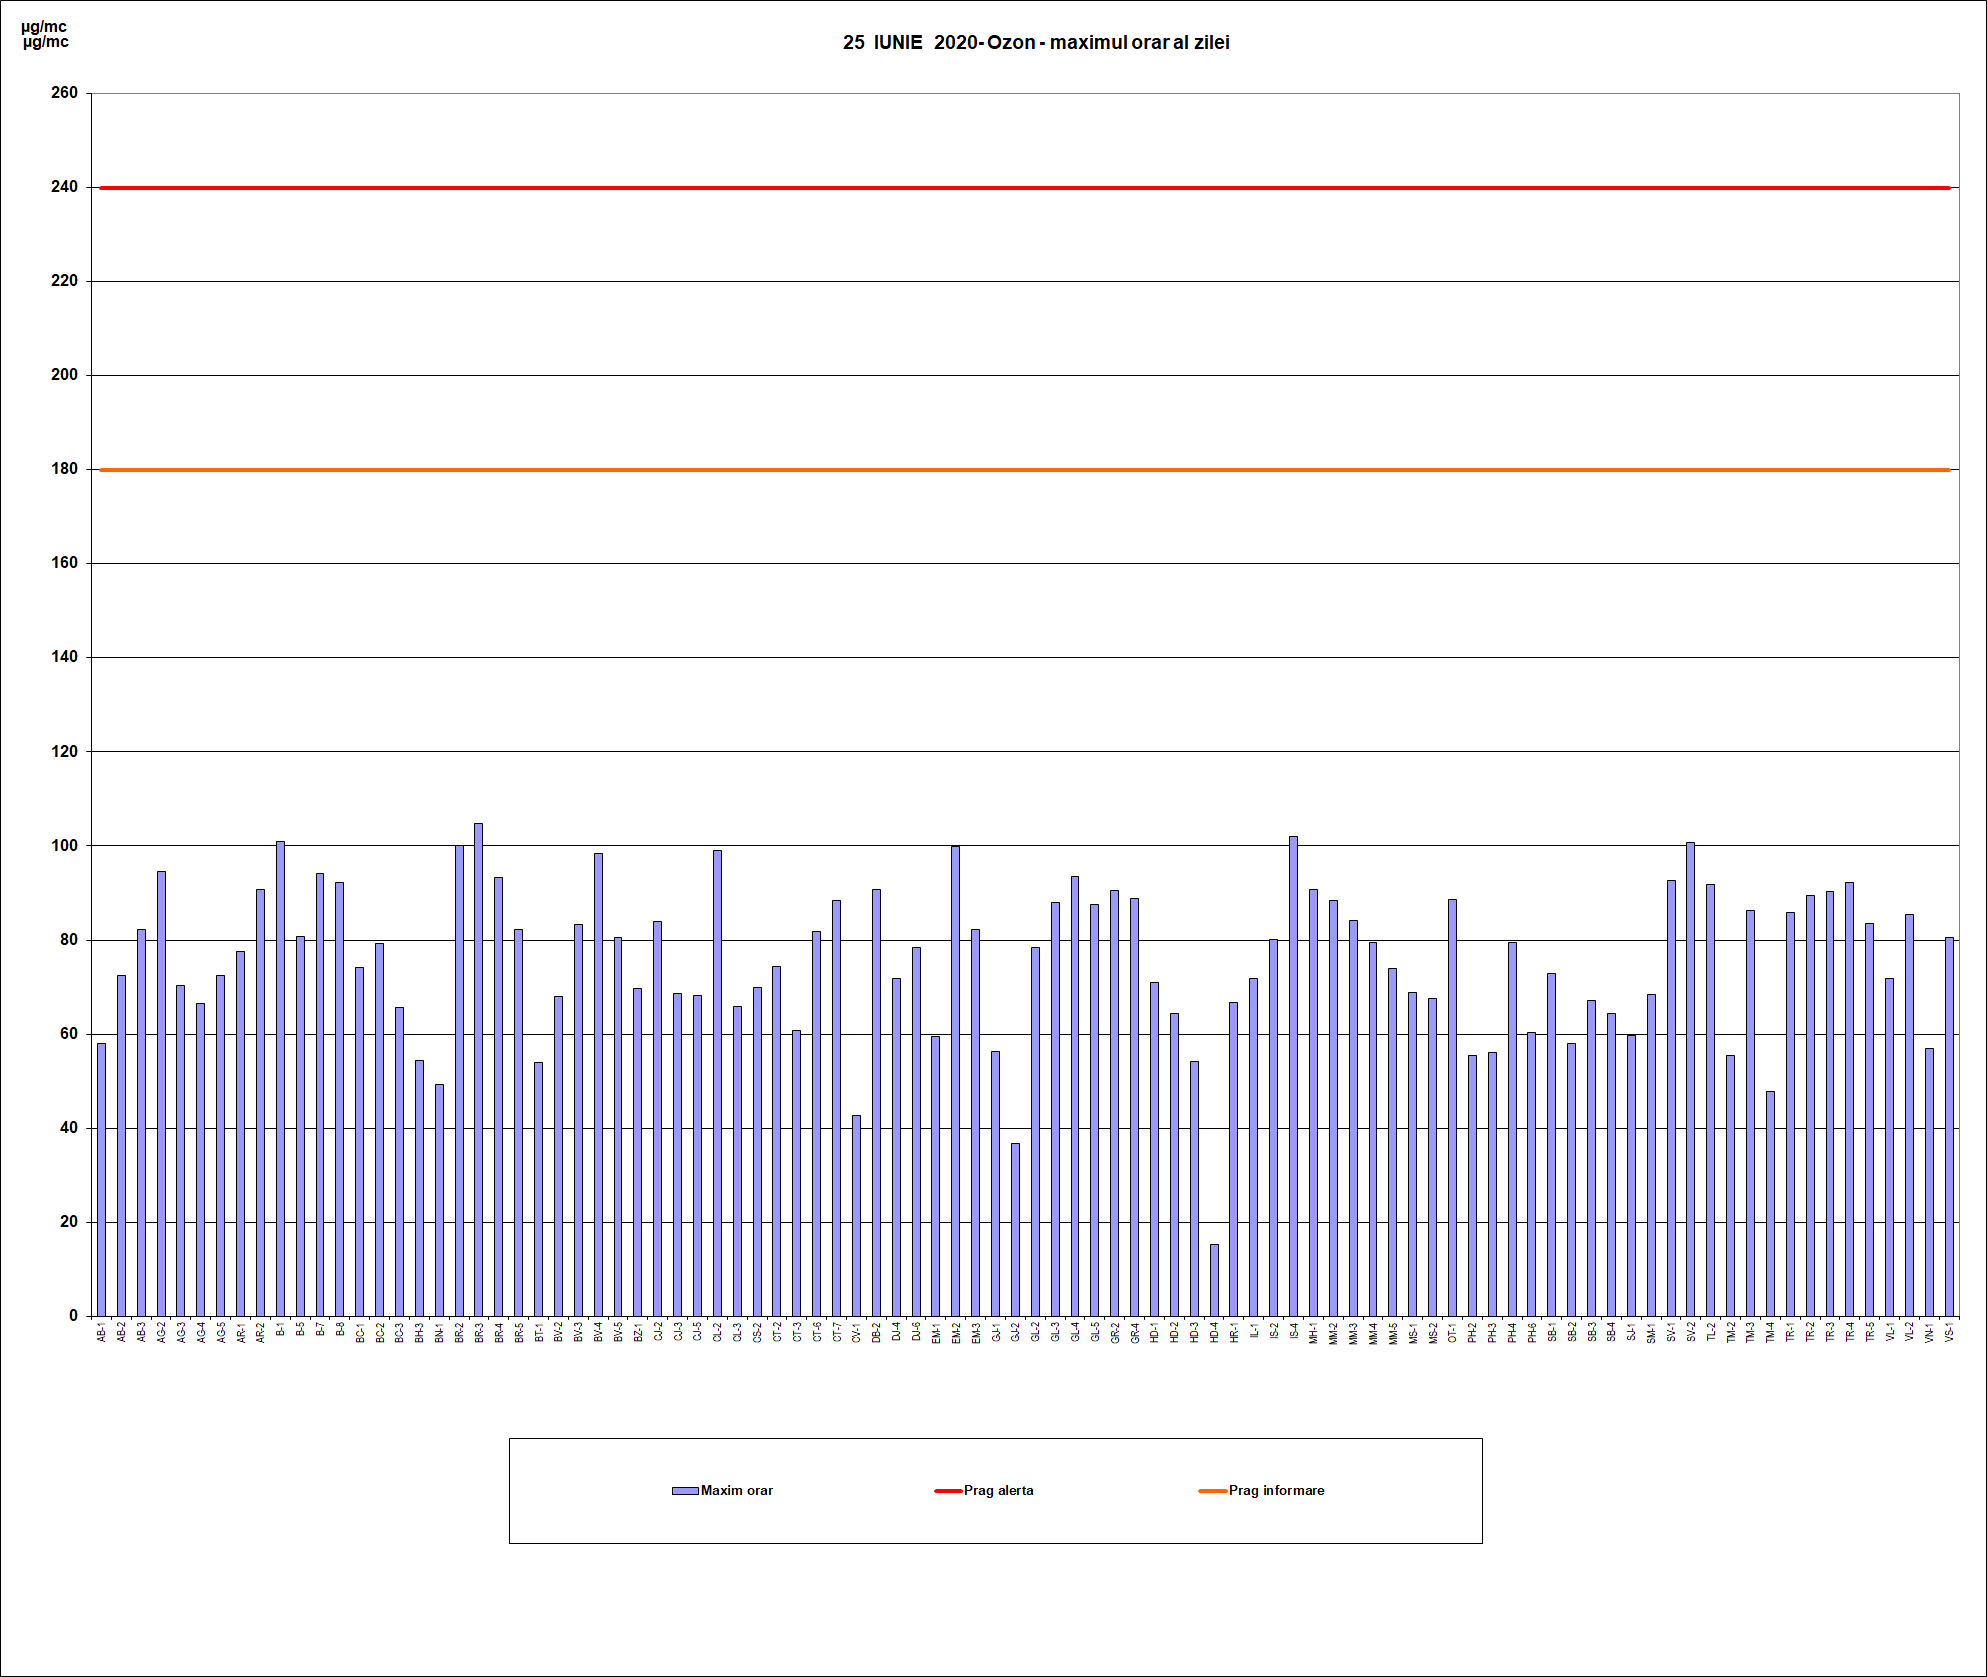 µg/mc
µg/mc
25 IUNIE 2020- Ozon - maximul orar al zilei
260
240
220
200
180
160
140
120
100
80
60
40
20
0
AB-1 AB-2 AB-3 AG-2 AG-3 AG-4 AG-5 AR-1 AR-2 B-1 B-5 B-7 B-8 BC-1 BC-2 BC-3 BH-3 BN-1 BR-2 BR-3 BR-4 BR-5 BT-1 BV-2 BV-3 BV-4 BV-5 BZ-1 CJ-2 CJ-3 CJ-5 CL-2 CL-3 CS-2 CT-2 CT-3 CT-6 CT-7 CV-1 DB-2 DJ-4 DJ-6 EM-1 EM-2 EM-3 GJ-1 GJ-2 GL-2 GL-3 GL-4 GL-5 GR-2 GR-4 HD-1 HD-2 HD-3 HD-4 HR-1 IL-1 IS-2 IS-4 MH-1 MM-2 MM-3 MM-4 MM-5 MS-1 MS-2 OT-1 PH-2 PH-3 PH-4 PH-6 SB-1 SB-2 SB-3 SB-4 SJ-1 SM-1 SV-1 SV-2 TL-2 TM-2 TM-3 TM-4 TR-1 TR-2 TR-3 TR-4 TR-5 VL-1 VL-2 VN-1 VS-1
Maxim orar Prag alerta Prag informare